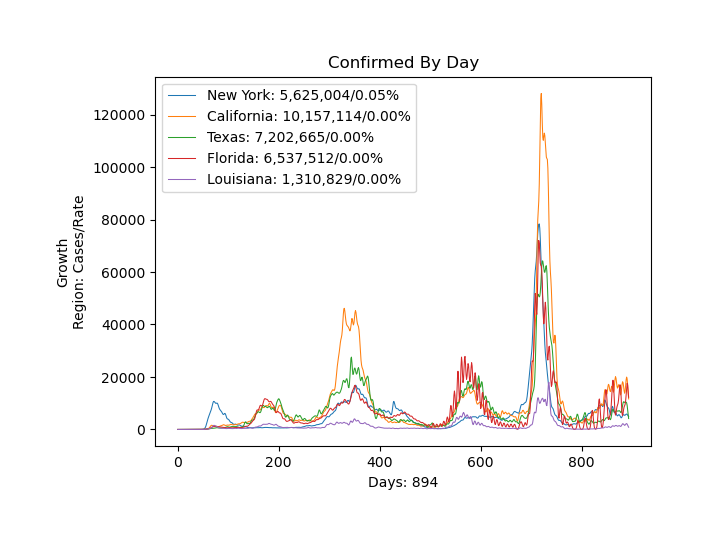 Confirmed By Day
New York: 5,625,004/0.05%
California: 10,157,114/0.00%
Texas: 7,202,665/0.00%
Florida: 6,537,512/0.00%
Louisiana: 1,310,829/0.00%
120000
100000
80000
60000
40000
20000
0
Growth
Region: Cases/Rate
0 200 400 600 800
Days: 894